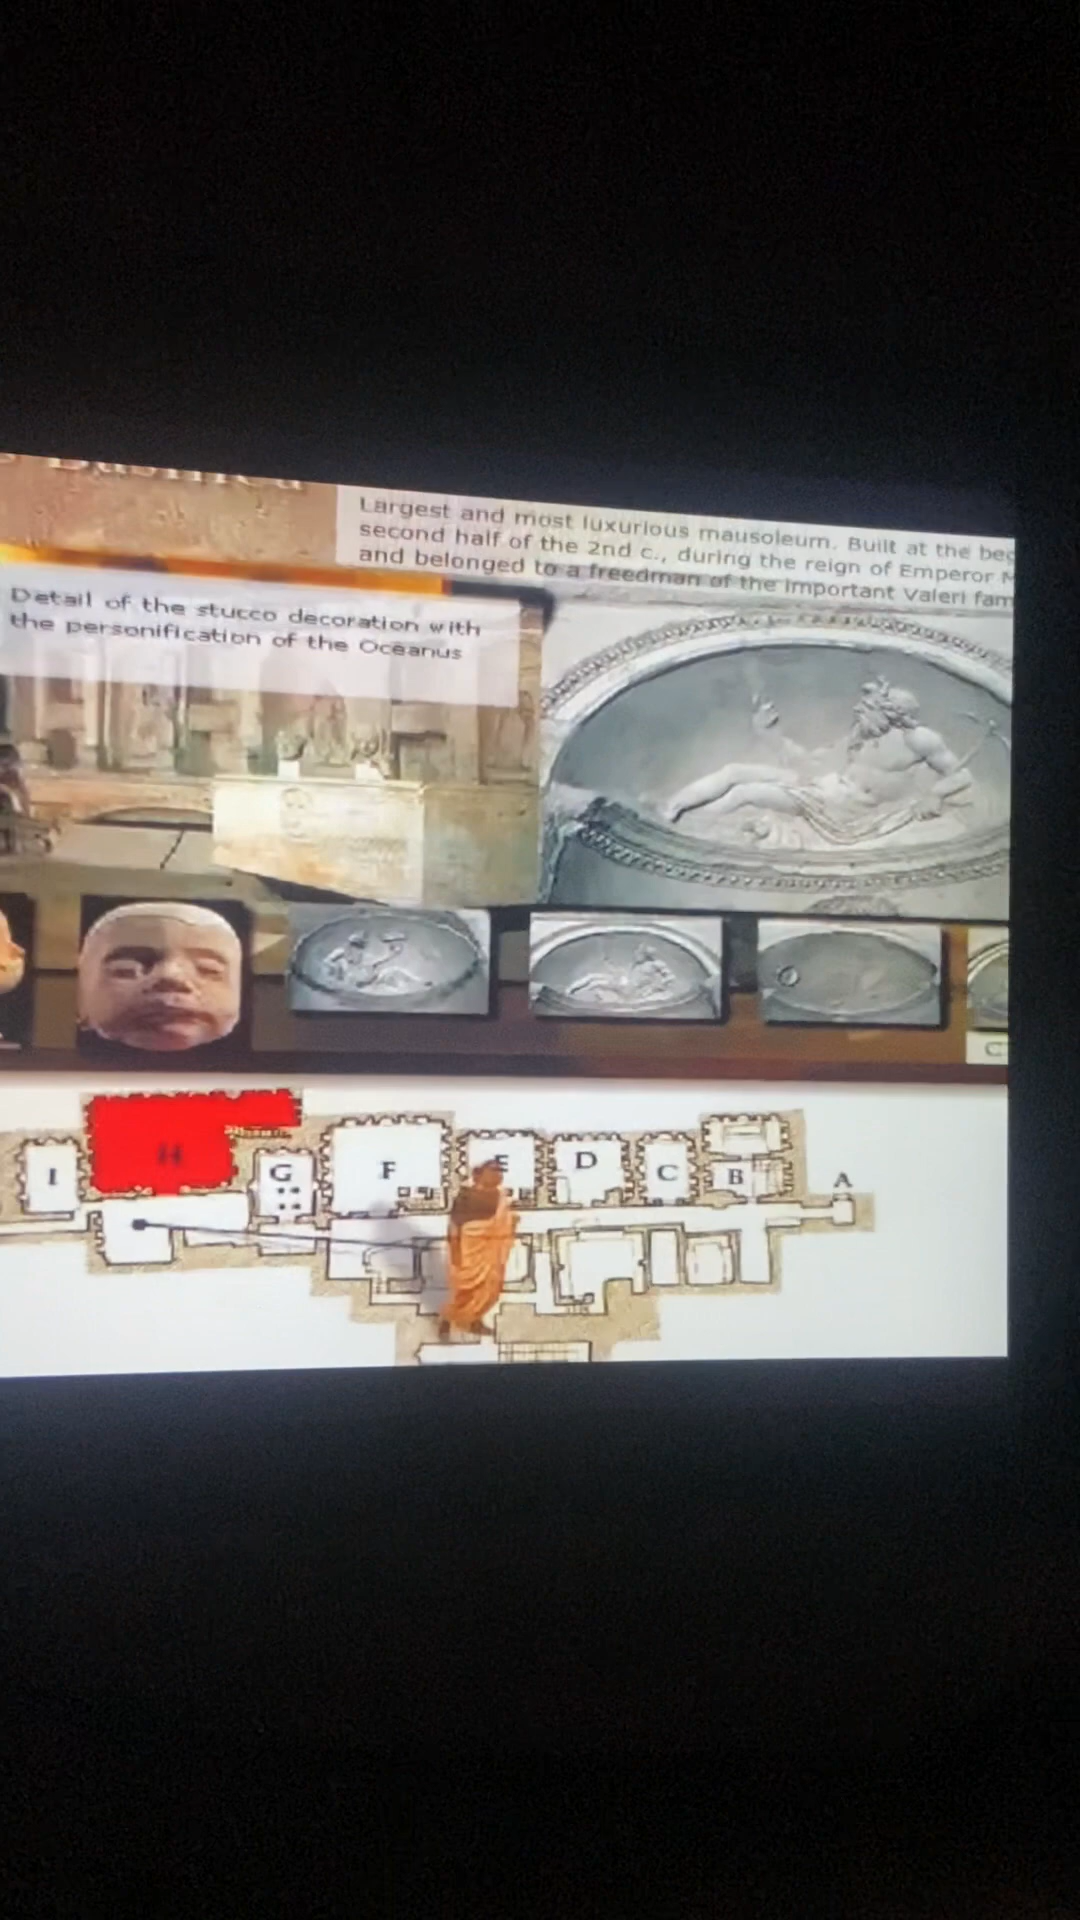 Largest and most luxurious mausoleum. Built at the beg
second half of the 2nd c., during the reign of Emperor M
and belonged to a freedman of the important Valeri fam
Detail of the stucco decoration with
the personification of the Oceanus
C
I H G F E D C B A